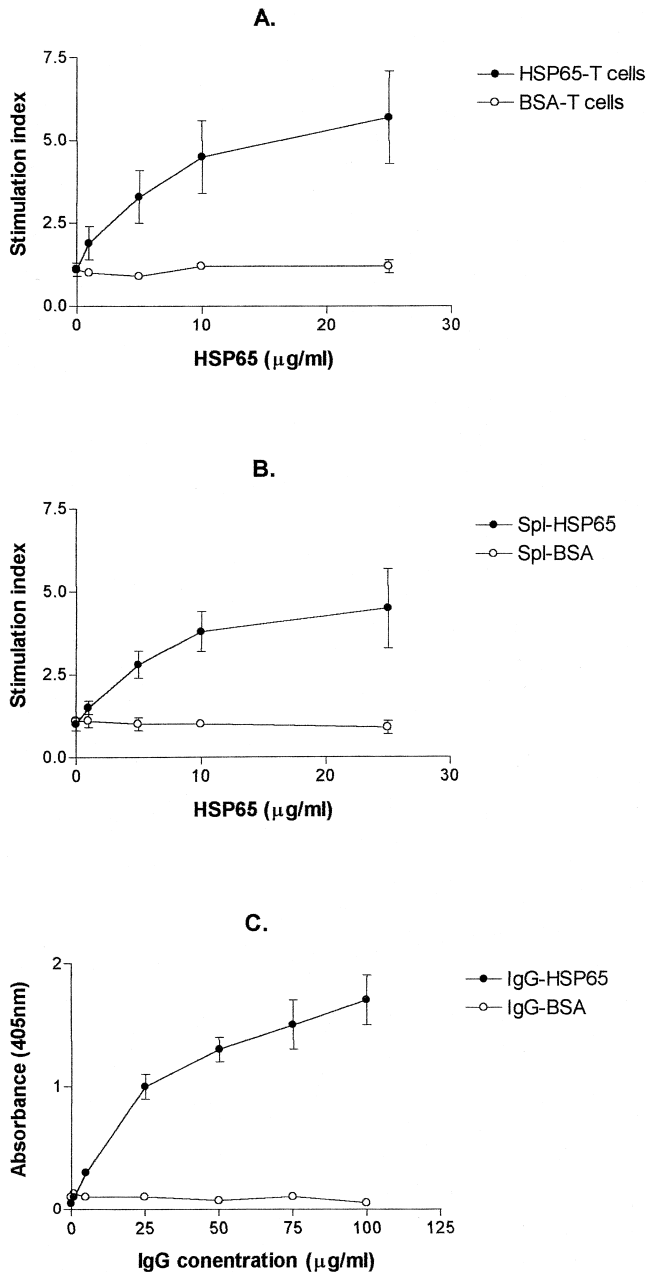 A.
HSP65-T cells
BSA-T cells
Stimulation index
7.5
5.0
2.5
0.0
0 10 20 30
HSP65 (μg/ml)
B.
Spl-HSP65
Spl-BSA
Stimulation index
7.5
5.0
2.5
0.0
0 10 20 30
HSP65 (μg/ml)
C.
IgG-HSP65
IgG-BSA
Absorbance (405nm)
2
1
0
0 25 50 75 100 125
IgG conentration (μg/ml)